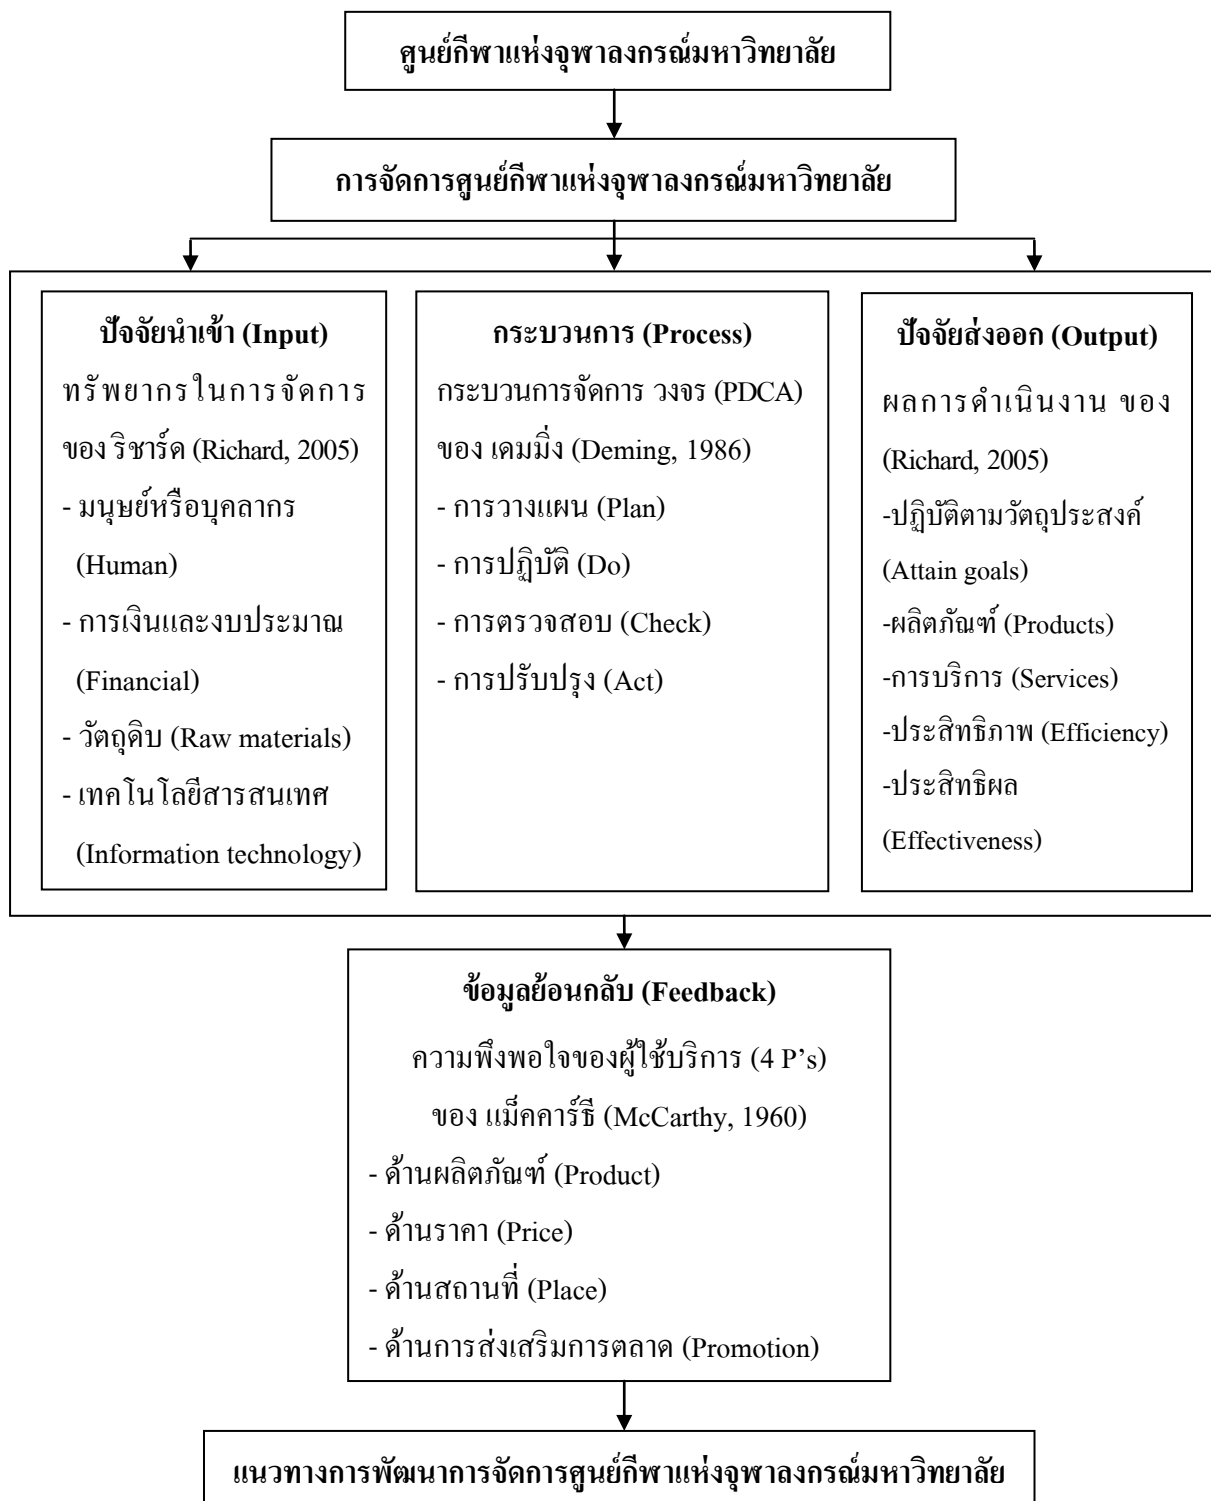 ศูนย์กีฬาแห่งจุฬาลงกรณ์มหาวิทยาลัย
การจัดการศูนย์กีฬาแห่งจุฬาลงกรณ์มหาวิทยาลัย
ปัจจัยนำเข้า (Input)
ทรัพยากรในการจัดการ
ของ ริชาร์ด (Richard, 2005)
- มนุษย์หรือบุคลากร
(Human)
- การเงินและงบประมาณ
(Financial)
- วัตถุดิบ (Raw materials)
- เทคโนโลยีสารสนเทศ
(Information technology)
กระบวนการ (Process)
กระบวนการจัดการ วงจร (PDCA)
ของ เดมมิ่ง (Deming, 1986)
- การวางแผน (Plan)
- การปฏิบัติ (Do)
- การตรวจสอบ (Check)
- การปรับปรุง (Act)
ปัจจัยส่งออก (Output)
ผลการดำเนินงาน ของ
(Richard, 2005)
-ปฏิบัติตามวัตถุประสงค์
(Attain goals)
-ผลิตภัณฑ์ (Products)
-การบริการ (Services)
-ประสิทธิภาพ (Efficiency)
-ประสิทธิผล
(Effectiveness)
ข้อมูลย้อนกลับ (Feedback)
ความพึงพอใจของผู้ใช้บริการ (4 P’s)
ของ แม็คคาร์ธี (McCarthy, 1960)
- ด้านผลิตภัณฑ์ (Product)
- ด้านราคา (Price)
- ด้านสถานที่ (Place)
- ด้านการส่งเสริมการตลาด (Promotion)
แนวทางการพัฒนาการจัดการศูนย์กีฬาแห่งจุฬาลงกรณ์มหาวิทยาลัย